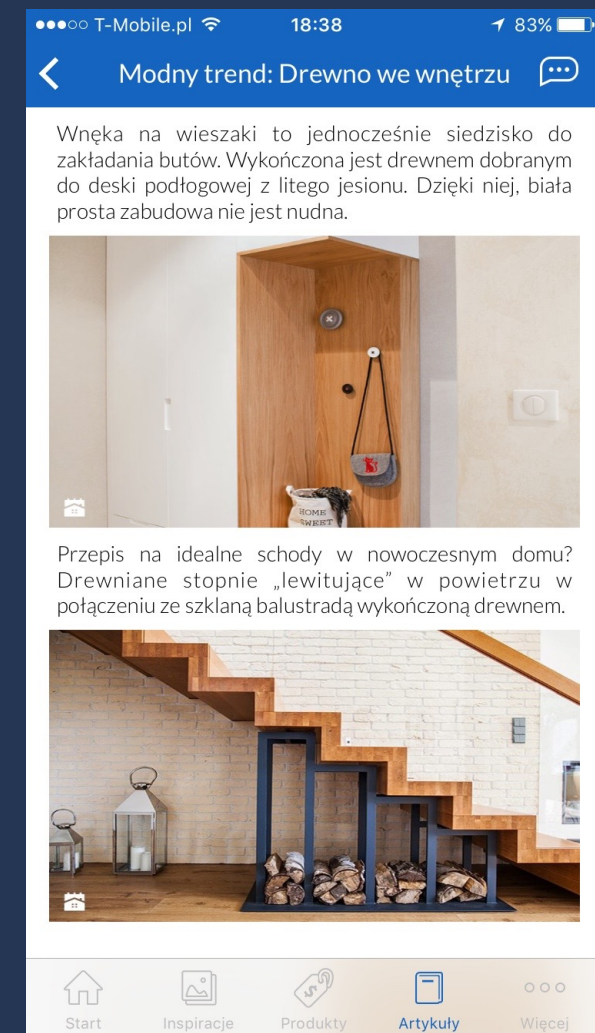 T-Mobile.pl 18:38 83%
Modny trend: Drewno we wnętrzu
Wnęka na wieszaki to jednocześnie siedzisko do
zakładania butów. Wykończona jest drewnem dobranym
do deski podłogowej z litego jesionu. Dzięki niej, biała
prosta zabudowa nie jest nudna.
HOME
SWEET
Przepis na idealne schody w nowoczesnym domu?
Drewniane stopnie „lewitujące” w powietrzu w
połączeniu ze szklaną balustradą wykończoną drewnem.
Start Inspiracje Produkty Artykuły Więcej